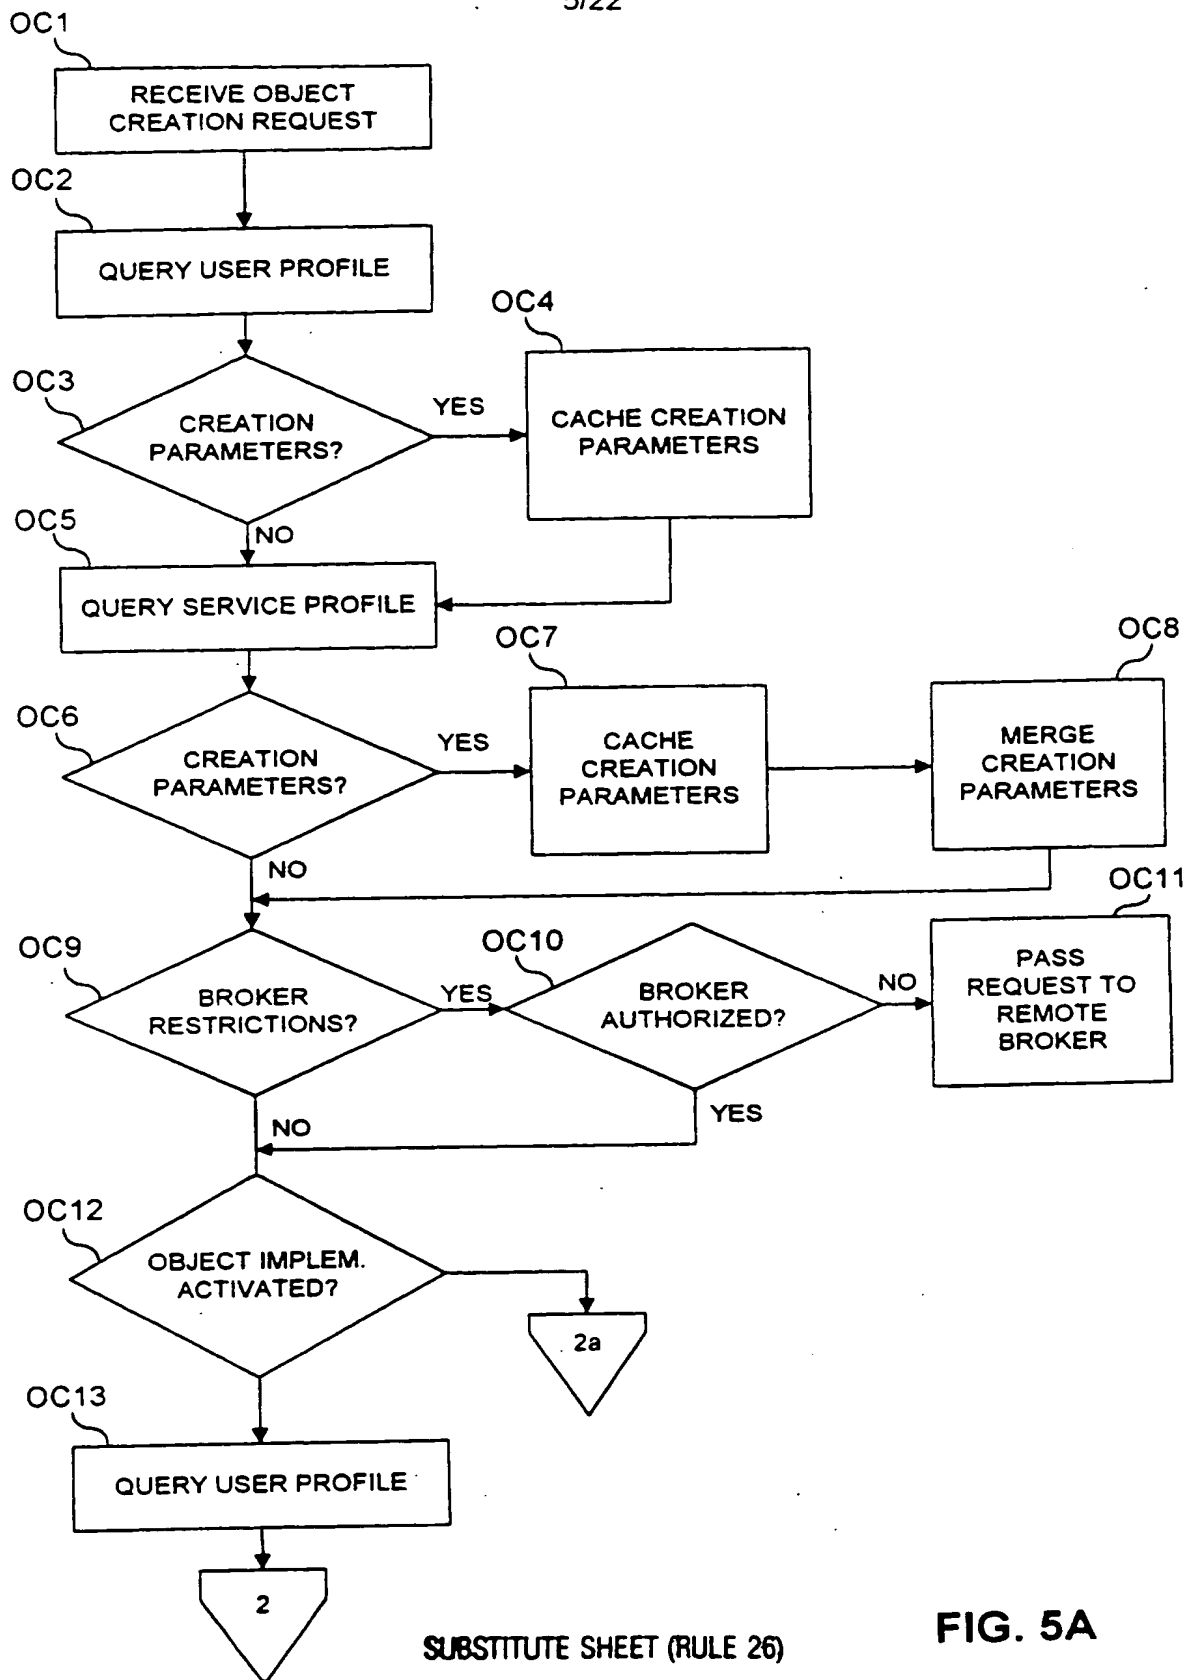 5/22
OC1
RECEIVE OBJECT
CREATION REQUEST
OC2
QUERY USER PROFILE
OC3
CREATION
PARAMETERS?
YES
OC4
CACHE CREATION
PARAMETERS
NO
OC5
QUERY SERVICE PROFILE
OC6
CREATION
PARAMETERS?
YES
OC7
CACHE
CREATION
PARAMETERS
OC8
MERGE
CREATION
PARAMETERS
NO
OC9
BROKER
RESTRICTIONS?
YES
OC10
BROKER
AUTHORIZED?
NO
OC11
PASS
REQUEST TO
REMOTE
BROKER
NO
YES
OC12
OBJECT IMPLEM.
ACTIVATED?
2a
OC13
QUERY USER PROFILE
2
SUBSTITUTE SHEET (RULE 26)
FIG. 5A